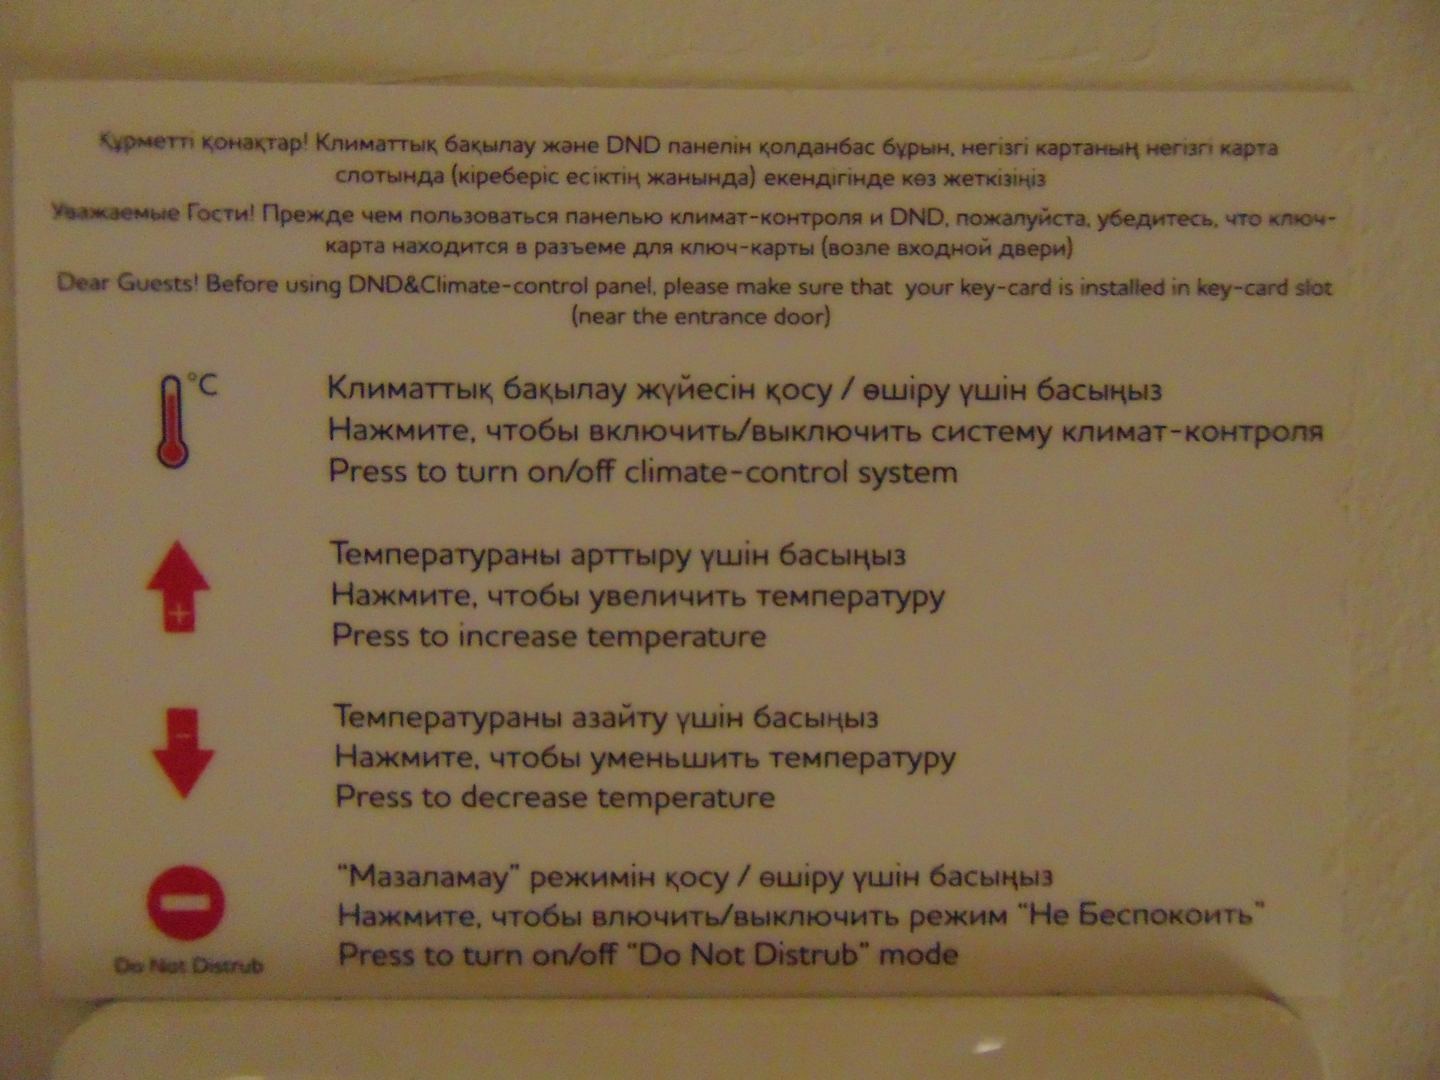 Құрметті қонақтар! Климаттық бақылау және DND панелін қолданбас бұрын, негізгі картаның негізгі карта
слотында (кіреберіс есіктің жанында) екендігінде көз жеткізіңіз
Уважаемые Гости! Прежде чем пользоваться панелью климат-контроля и DND, пожалуйста, убедитесь, что ключ-
карта находится в разъеме для ключ-карты (возле входной двери)
Dear Guests! Before using DND&Climate-control panel, please make sure that your key-card is installed in key-card slot
(near the entrance door)
°C
Климаттық бақылау жүйесін қосу / өшіру үшін басыңыз
Нажмите, чтобы включить/выключить систему климат-контроля
Press to turn on/off climate-control system
+
Температураны арттыру үшін басыңыз
Нажмите, чтобы увеличить температуру
Press to increase temperature
-
Температураны азайту үшін басыңыз
Нажмите, чтобы уменьшить температуру
Press to decrease temperature
"Мазаламау" режимін қосу / өшіру үшін басыңыз
Нажмите, чтобы влючить/выключить режим "Не Беспокоить"
Press to turn on/off "Do Not Distrub" mode
Do Not Distrub